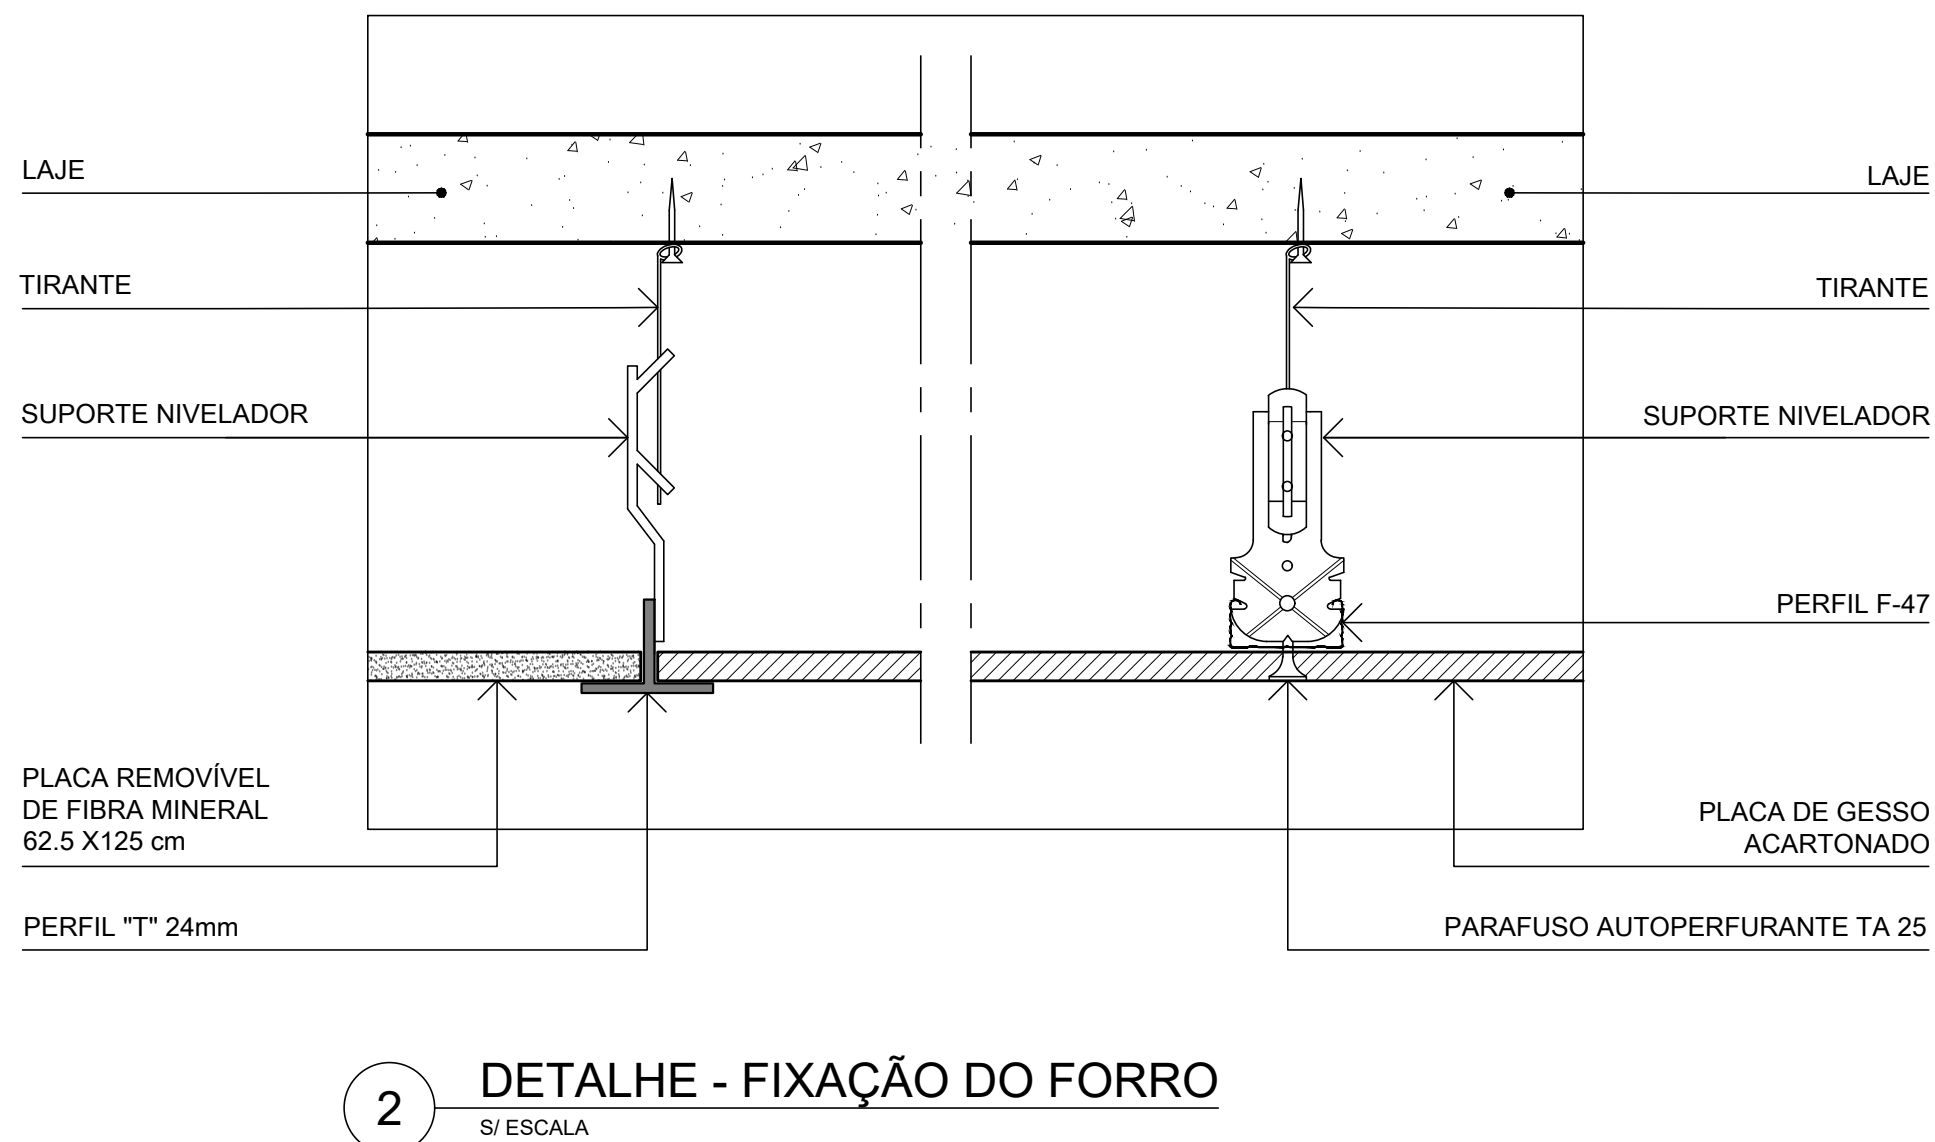 LAJE
LAJE
TIRANTE
TIRANTE
SUPORTE NIVELADOR
SUPORTE NIVELADOR
PERFIL F-47
PLACA REMOVÍVEL
DE FIBRA MINERAL
62.5 X125 cm
PLACA DE GESSO
ACARTONADO
PERFIL "T" 24mm
PARAFUSO AUTOPERFURANTE TA 25
2
DETALHE - FIXAÇÃO DO FORRO
S/ ESCALA